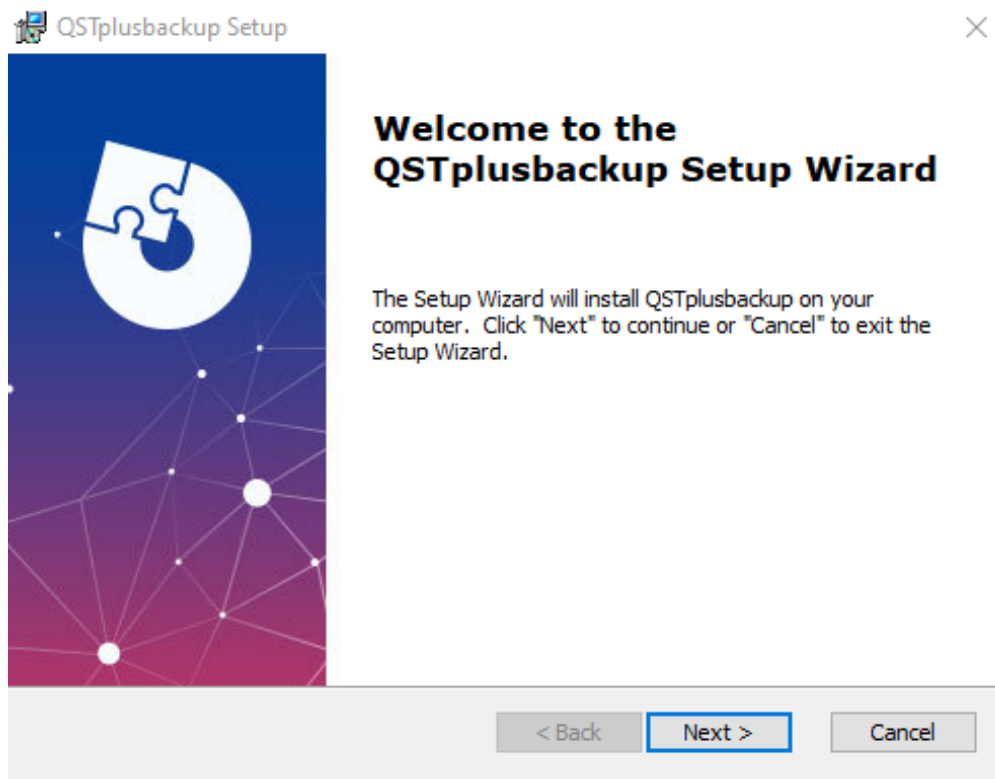 QSTplusbackup Setup
Welcome to the
QSTplusbackup Setup Wizard
The Setup Wizard will install QSTplusbackup on your
computer.  Click "Next" to continue or "Cancel" to exit the
Setup Wizard.
< Back
Next >
Cancel